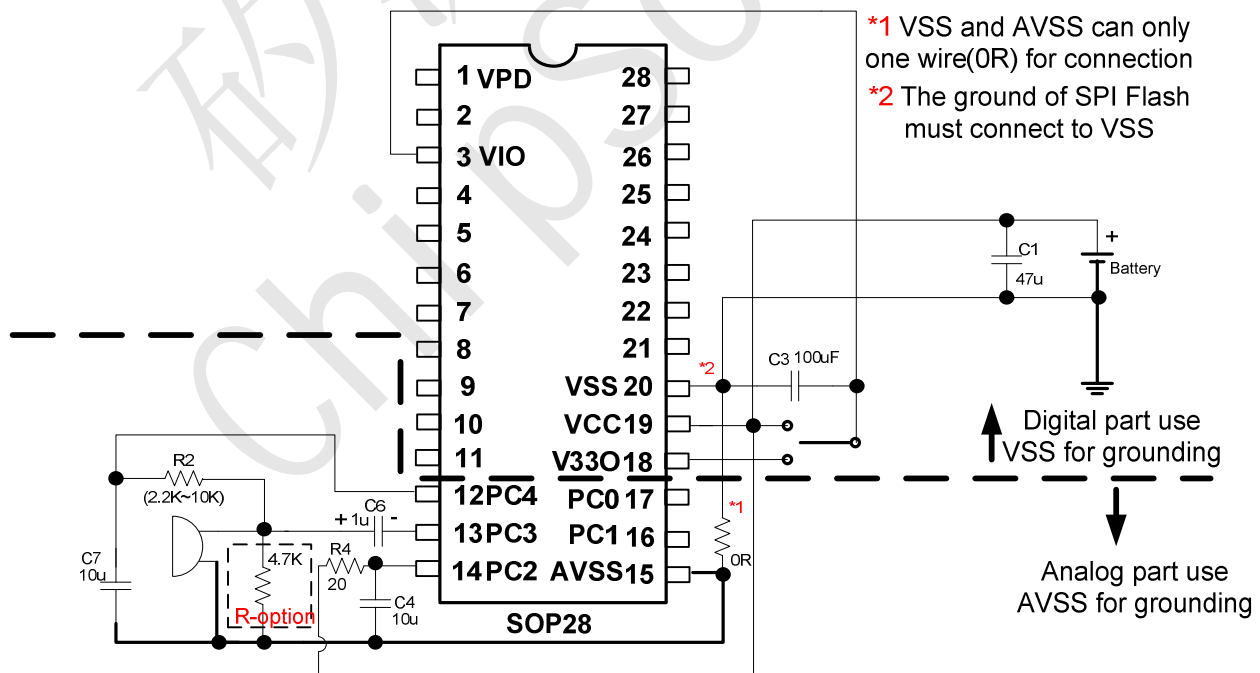 *1 VSS and AVSS can only
one wire(0R) for connection
*2 The ground of SPI Flash
must connect to VSS
1 VPD
2
3 VIO
4
5
6
7
8
9
10
11
12PC4
13PC3
14PC2
28
27
26
25
24
23
22
21
VSS 20
VCC19
V33O18
PC0 17
PC1 16
AVSS15
SOP28
C1
47u
+
Battery
C3 100uF
*2
*1
0R
Digital part use
VSS for grounding
Analog part use
AVSS for grounding
R2
(2.2K~10K)
C6
+ 1u -
C7
10u
4.7K
R-option
R4
20
C4
10u
矽
Chip
So